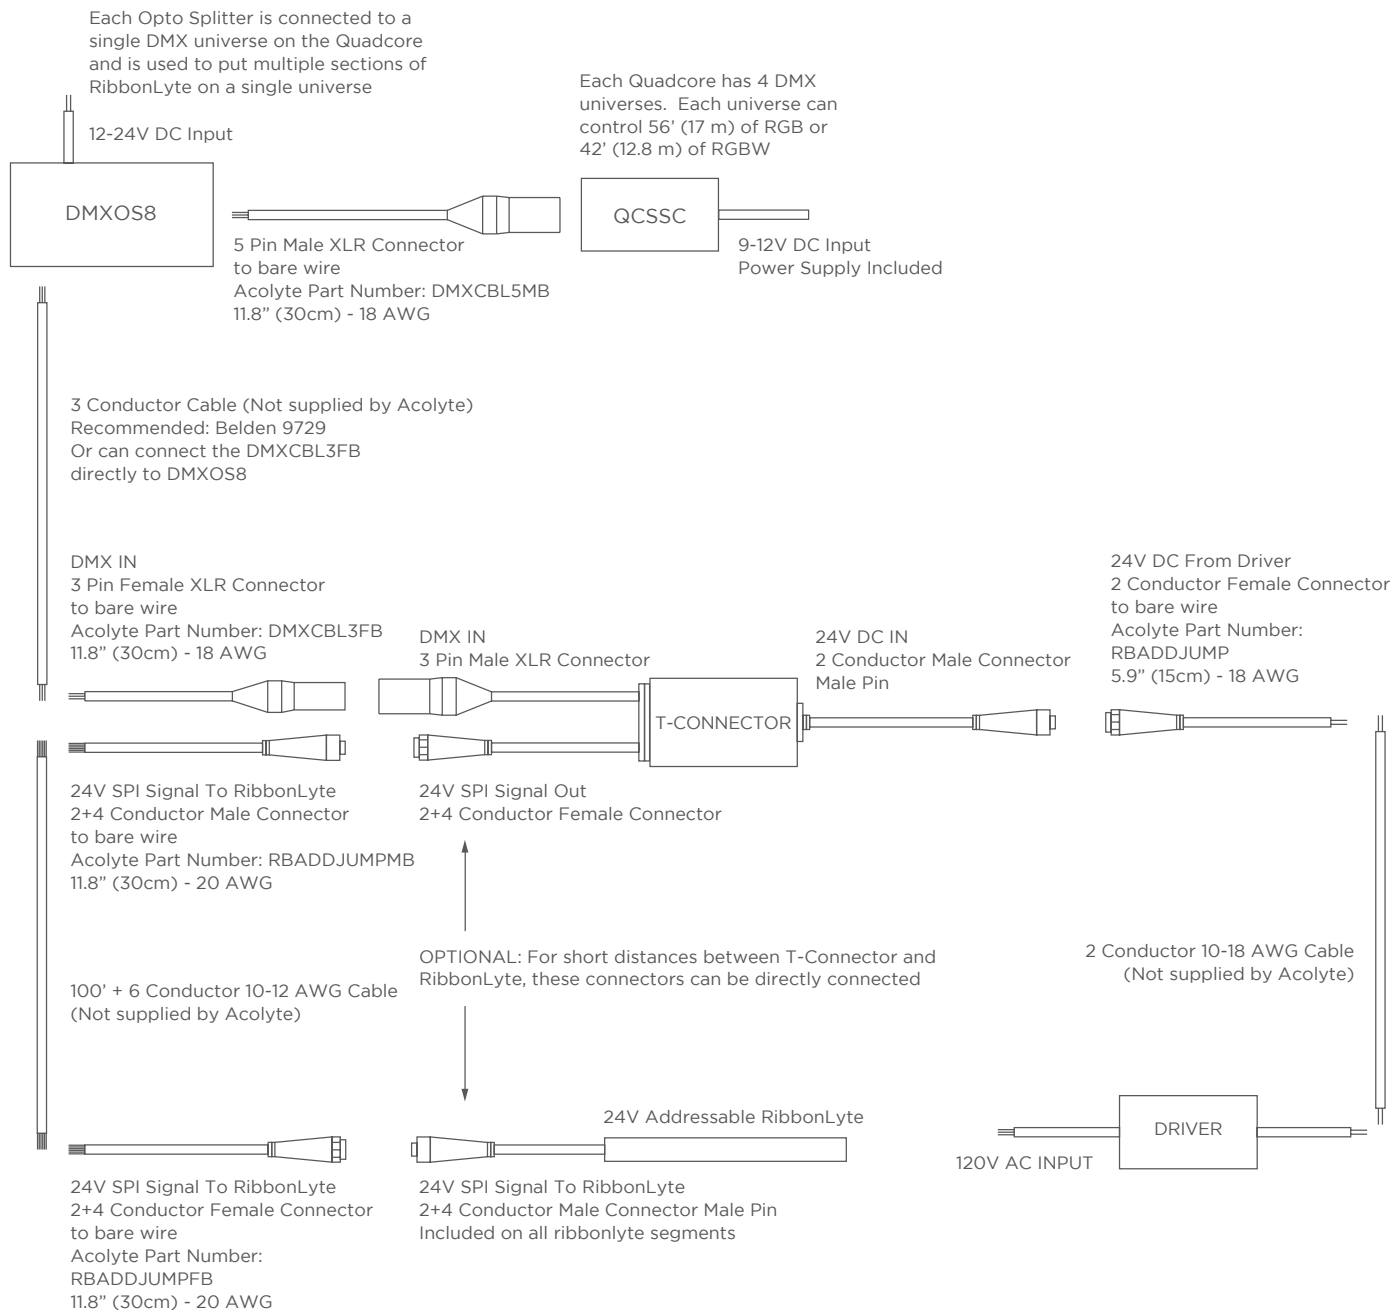 Each Opto Splitter is connected to a
single DMX universe on the Quadcore
and is used to put multiple sections of
RibbonLyte on a single universe
12-24V DC Input
DMXOS8
5 Pin Male XLR Connector
to bare wire
Acolyte Part Number: DMXCBL5MB
11.8” (30cm) - 18 AWG
Each Quadcore has 4 DMX
universes.  Each universe can
control 56’ (17 m) of RGB or
42’ (12.8 m) of RGBW
QCSSC
9-12V DC Input
Power Supply Included
3 Conductor Cable (Not supplied by Acolyte)
Recommended: Belden 9729
Or can connect the DMXCBL3FB
directly to DMXOS8
DMX IN
3 Pin Female XLR Connector
to bare wire
Acolyte Part Number: DMXCBL3FB
11.8” (30cm) - 18 AWG
DMX IN
3 Pin Male XLR Connector
T-CONNECTOR
24V DC IN
2 Conductor Male Connector
Male Pin
24V DC From Driver
2 Conductor Female Connector
to bare wire
Acolyte Part Number:
RBADDJUMP
5.9” (15cm) - 18 AWG
24V SPI Signal To RibbonLyte
2+4 Conductor Male Connector
to bare wire
Acolyte Part Number: RBADDJUMPMB
11.8” (30cm) - 20 AWG
24V SPI Signal Out
2+4 Conductor Female Connector
OPTIONAL: For short distances between T-Connector and
RibbonLyte, these connectors can be directly connected
2 Conductor 10-18 AWG Cable
(Not supplied by Acolyte)
100’ + 6 Conductor 10-12 AWG Cable
(Not supplied by Acolyte)
24V Addressable RibbonLyte
DRIVER
120V AC INPUT
24V SPI Signal To RibbonLyte
2+4 Conductor Female Connector
to bare wire
Acolyte Part Number:
RBADDJUMPFB
11.8” (30cm) - 20 AWG
24V SPI Signal To RibbonLyte
2+4 Conductor Male Connector Male Pin
Included on all ribbonlyte segments